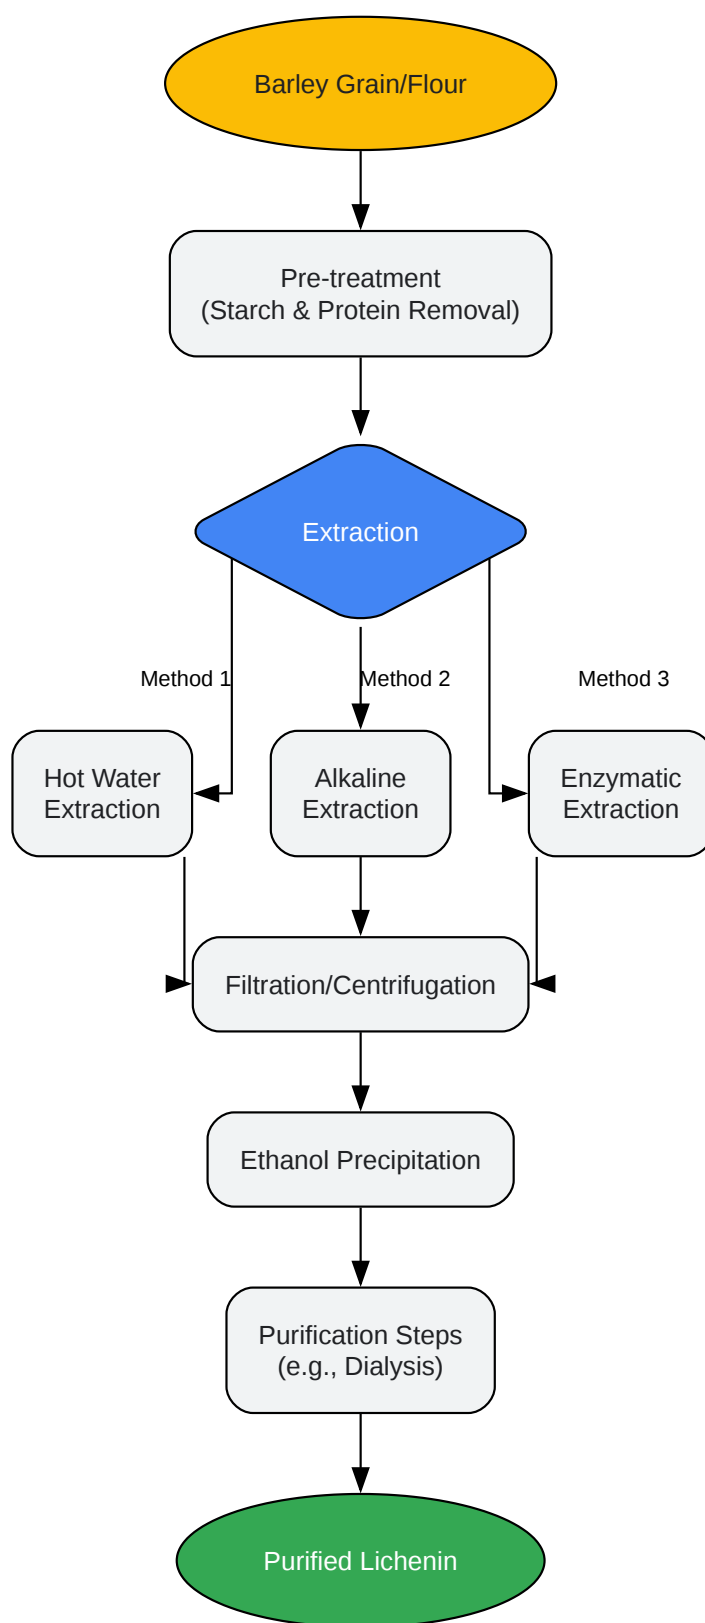 Barley Grain/Flour
Pre-treatment
(Starch & Protein Removal)
Extraction
Method 1
Method 2
Method 3
Hot Water
Extraction
Alkaline
Extraction
Enzymatic
Extraction
Filtration/Centrifugation
Ethanol Precipitation
Purification Steps
(e.g., Dialysis)
Purified Lichenin